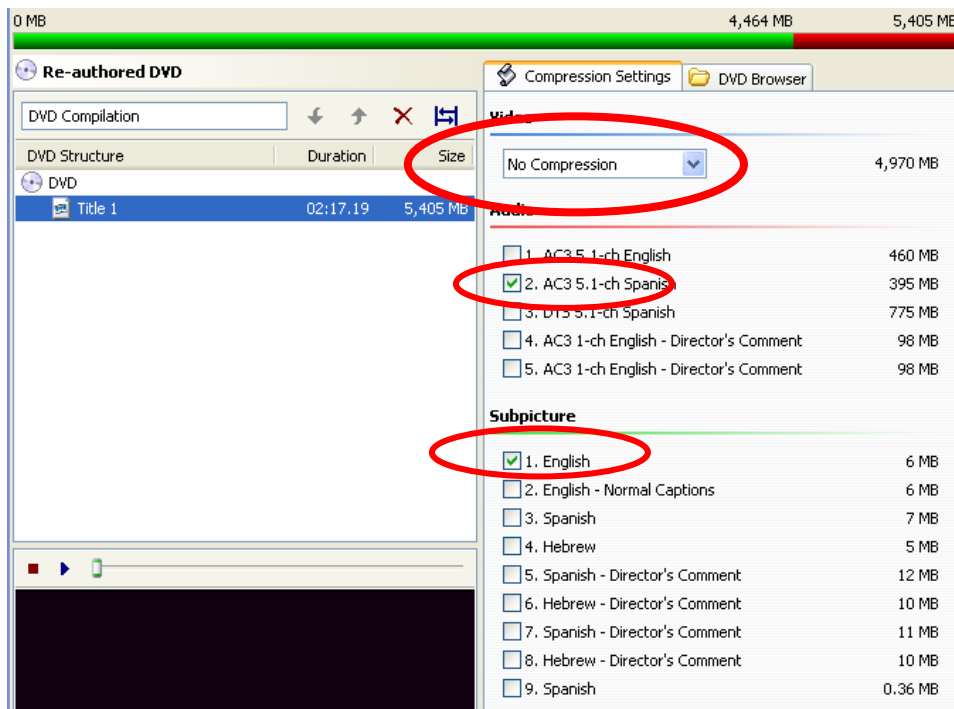 0 MB 4,464 MB 5,405 MB
Re-authored DVD
DVD Compilation
DVD Structure Duration Size
DVD
Title 1 02:17.19 5,405 MB
Compression Settings DVD Browser
Video
No Compression 4,970 MB
Audio
1. AC3 5.1-ch English 460 MB
2. AC3 5.1-ch Spanish 395 MB
3. DTS 5.1-ch Spanish 775 MB
4. AC3 1-ch English - Director's Comment 98 MB
5. AC3 1-ch English - Director's Comment 98 MB
Subpicture
1. English 6 MB
2. English - Normal Captions 6 MB
3. Spanish 7 MB
4. Hebrew 5 MB
5. Spanish - Director's Comment 12 MB
6. Hebrew - Director's Comment 10 MB
7. Spanish - Director's Comment 11 MB
8. Hebrew - Director's Comment 10 MB
9. Spanish 0.36 MB